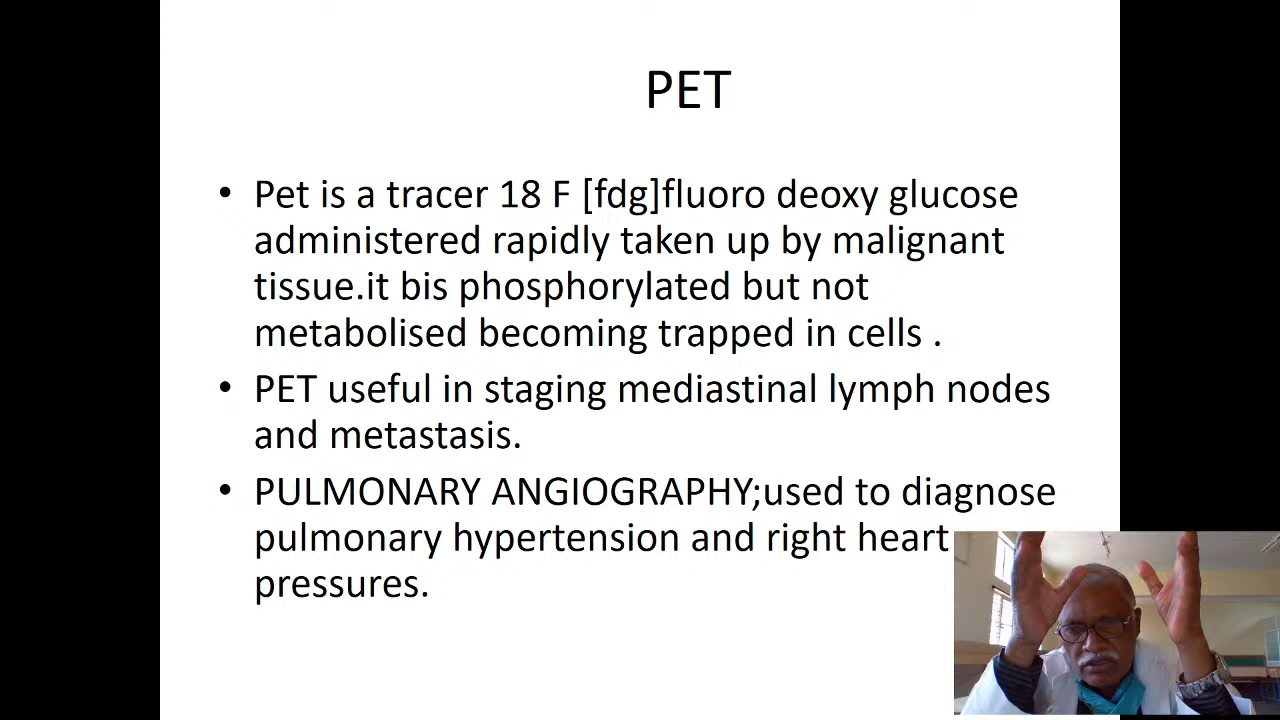 PET
• Pet is a tracer 18 F [fdg]fluoro deoxy glucose
administered rapidly taken up by malignant
tissue.it bis phosphorylated but not
metabolised becoming trapped in cells .
• PET useful in staging mediastinal lymph nodes
and metastasis.
• PULMONARY ANGIOGRAPHY;used to diagnose
pulmonary hypertension and right heart
pressures.